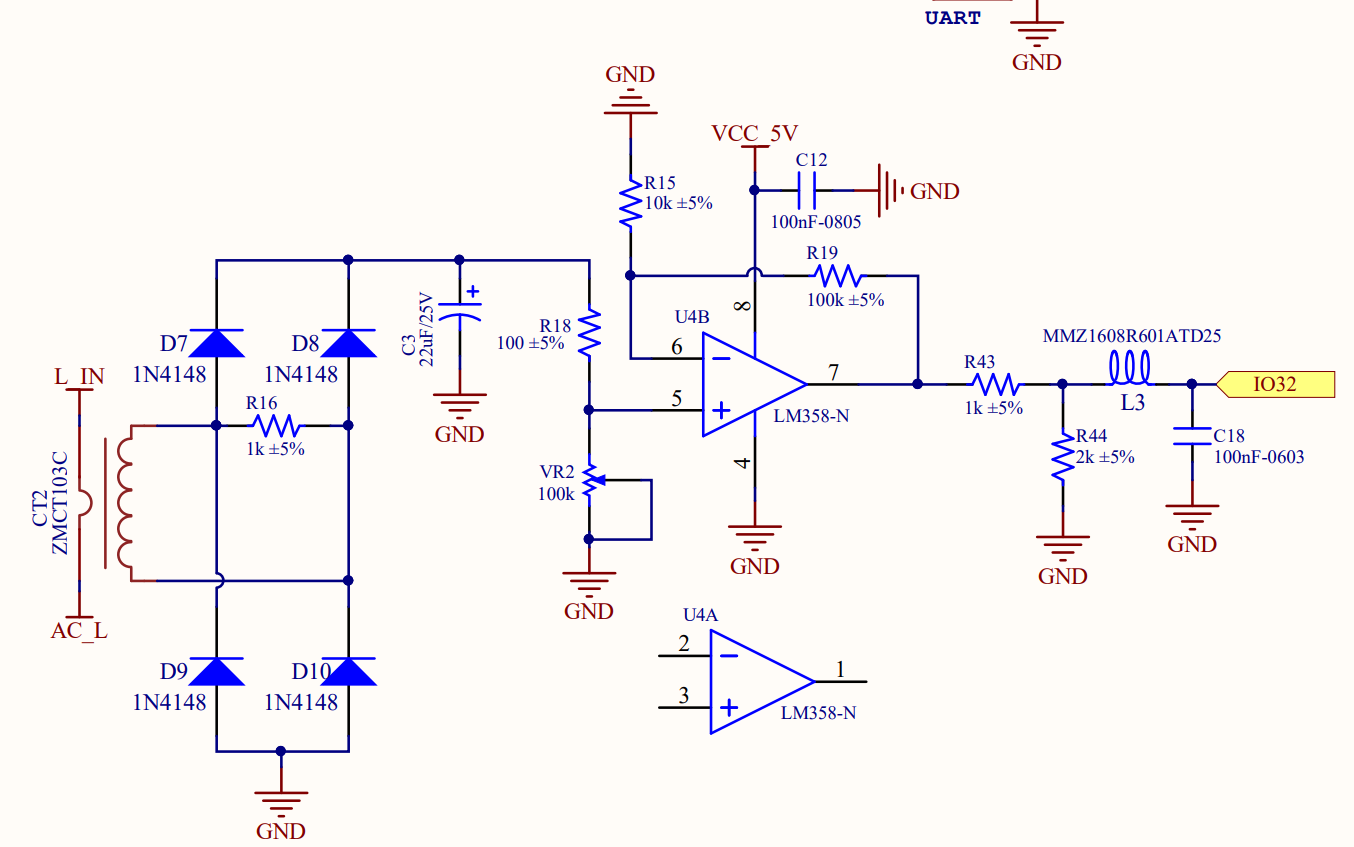 UART
GND
GND
VCC_5V
C12
GND
100nF-0805
R15
10k ±5%
R19
100k ±5%
8
U4B
6
5
7
4
LM358-N
GND
C3
22uF/25V
GND
R18
100 ±5%
VR2
100k
GND
D7
1N4148
D8
1N4148
L_IN
R16
1k ±5%
CT2
ZMCT103C
AC_L
D9
1N4148
D10
1N4148
GND
R43
1k ±5%
MMZ1608R601ATD25
L3
IO32
R44
2k ±5%
GND
C18
100nF-0603
GND
U4A
2
3
1
LM358-N